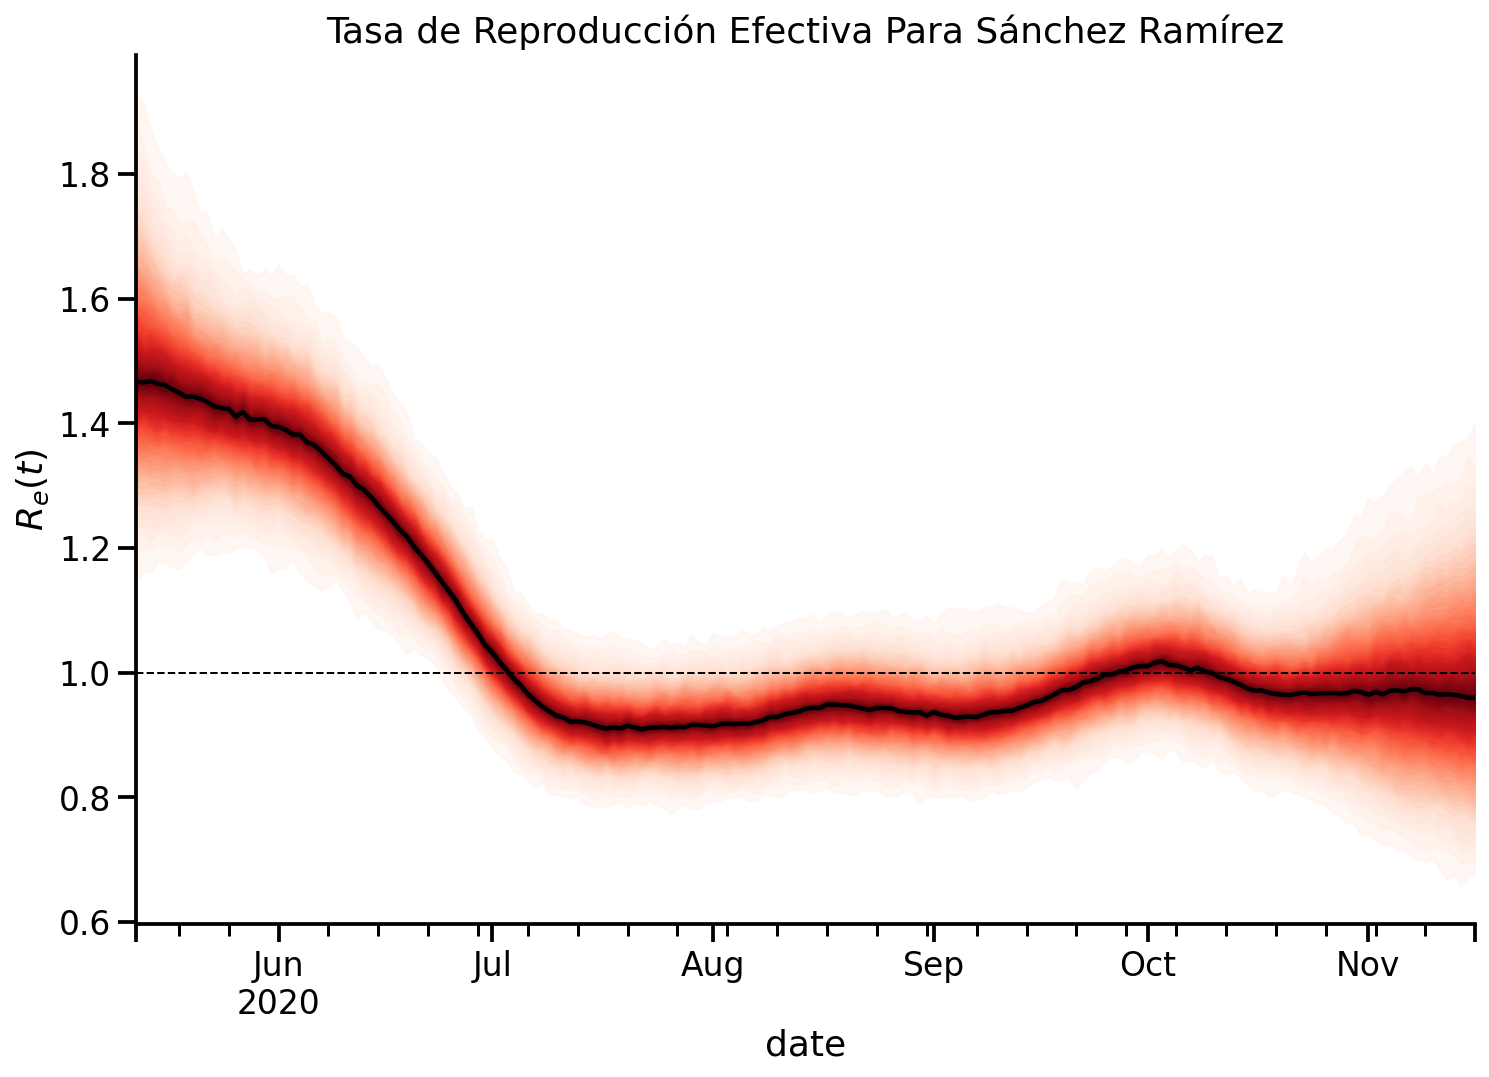 Tasa de Reproducción Efectiva Para Sánchez Ramírez
1.8
1.6
1.4
1.2
1.0
0.8
0.6
Rₑ(t)
Jun Jul Aug Sep Oct Nov
2020
date